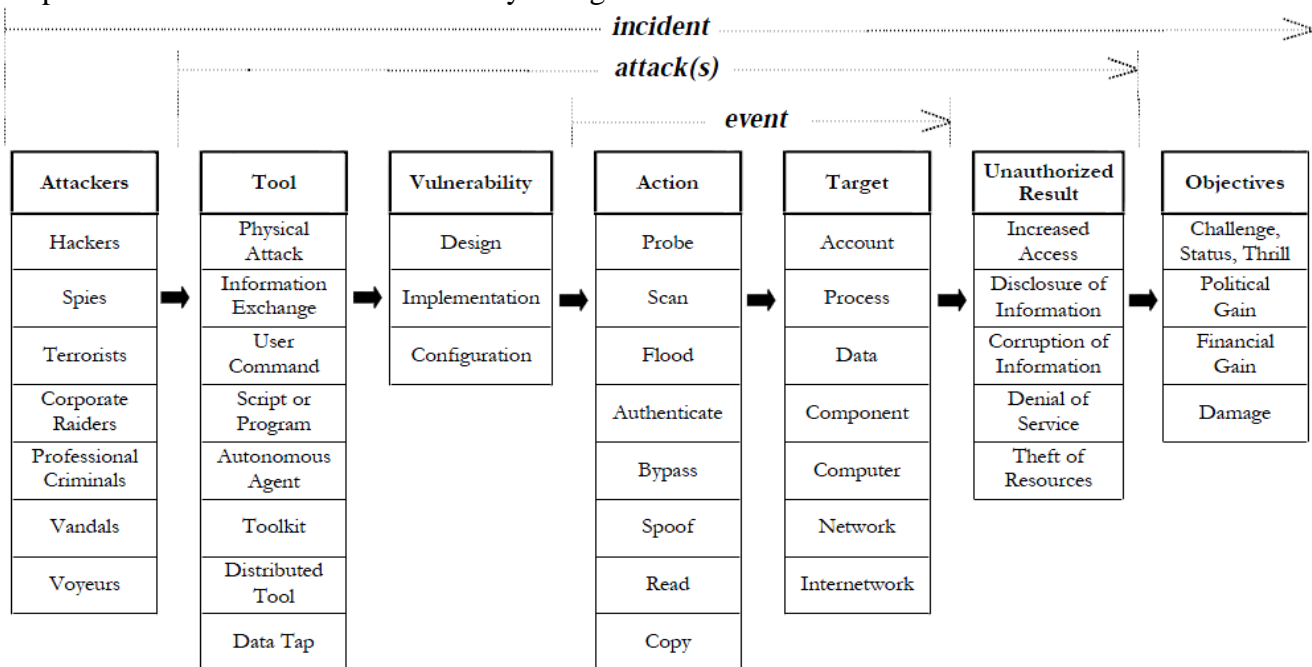 incident
attack(s)
event
Attackers
Hackers
Spies
Terrorists
Corporate
Raiders
Professional
Criminals
Vandals
Voyeurs
Tool
Physical
Attack
Information
Exchange
User
Command
Script or
Program
Autonomous
Agent
Toolkit
Distributed
Tool
Data Tap
Vulnerability
Design
Implementation
Configuration
Action
Probe
Scan
Flood
Authenticate
Bypass
Spoof
Read
Copy
Target
Account
Process
Data
Component
Computer
Network
Internetwork
Unauthorized
Result
Increased
Access
Disclosure of
Information
Corruption of
Information
Denial of
Service
Theft of
Resources
Objectives
Challenge,
Status, Thrill
Political
Gain
Financial
Gain
Damage